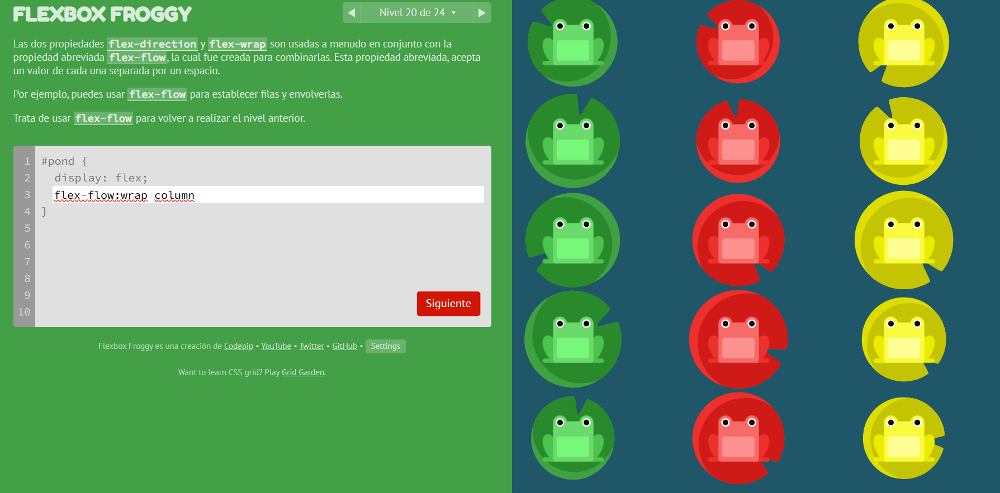 FLEXBOX FROGGY
Nivel 20 de 24
Las dos propiedades flex-direction y flex-wrap son usadas a menudo en conjunto con la
propiedad abreviada flex-flow, la cual fue creada para combinarlas. Esta propiedad abreviada, acepta
un valor de cada una separada por un espacio.
Por ejemplo, puedes usar flex-flow para establecer filas y envolverlas.
Trata de usar flex-flow para volver a realizar el nivel anterior.
1 #pond {
2 display: flex;
3 flex-flow:wrap column
4 }
5
6
7
8
9
10
Siguiente
Flexbox Froggy es una creación de Codepip • YouTube • Twitter • GitHub • Settings
Want to learn CSS grid? Play Grid Garden.